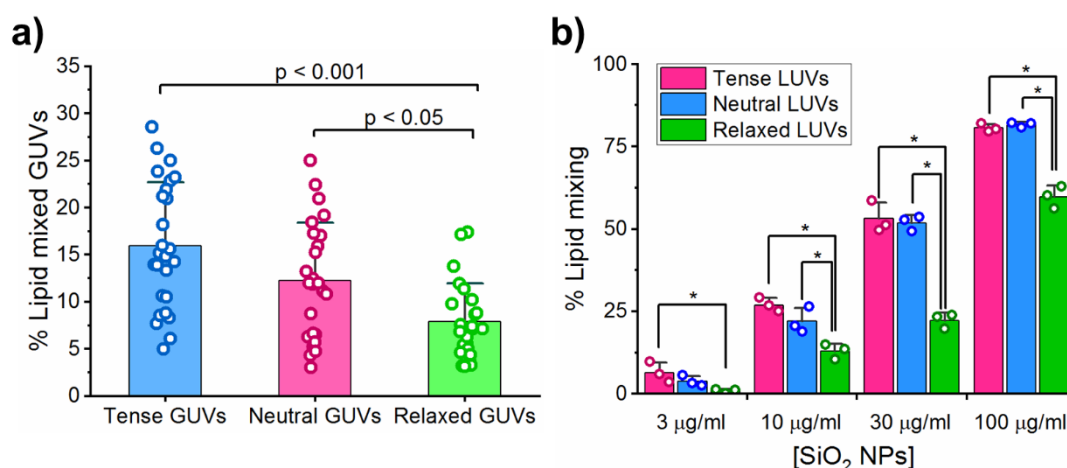 a)
% Lipid mixed GUVs
35
30
25
20
15
10
5
0
p < 0.001
p < 0.05
Tense GUVs
Neutral GUVs
Relaxed GUVs
b)
% Lipid mixing
100
75
50
25
0
Tense LUVs
Neutral LUVs
Relaxed LUVs
*
*
*
*
*
*
*
3 µg/ml
10 µg/ml
30 µg/ml
100 µg/ml
[SiO₂ NPs]